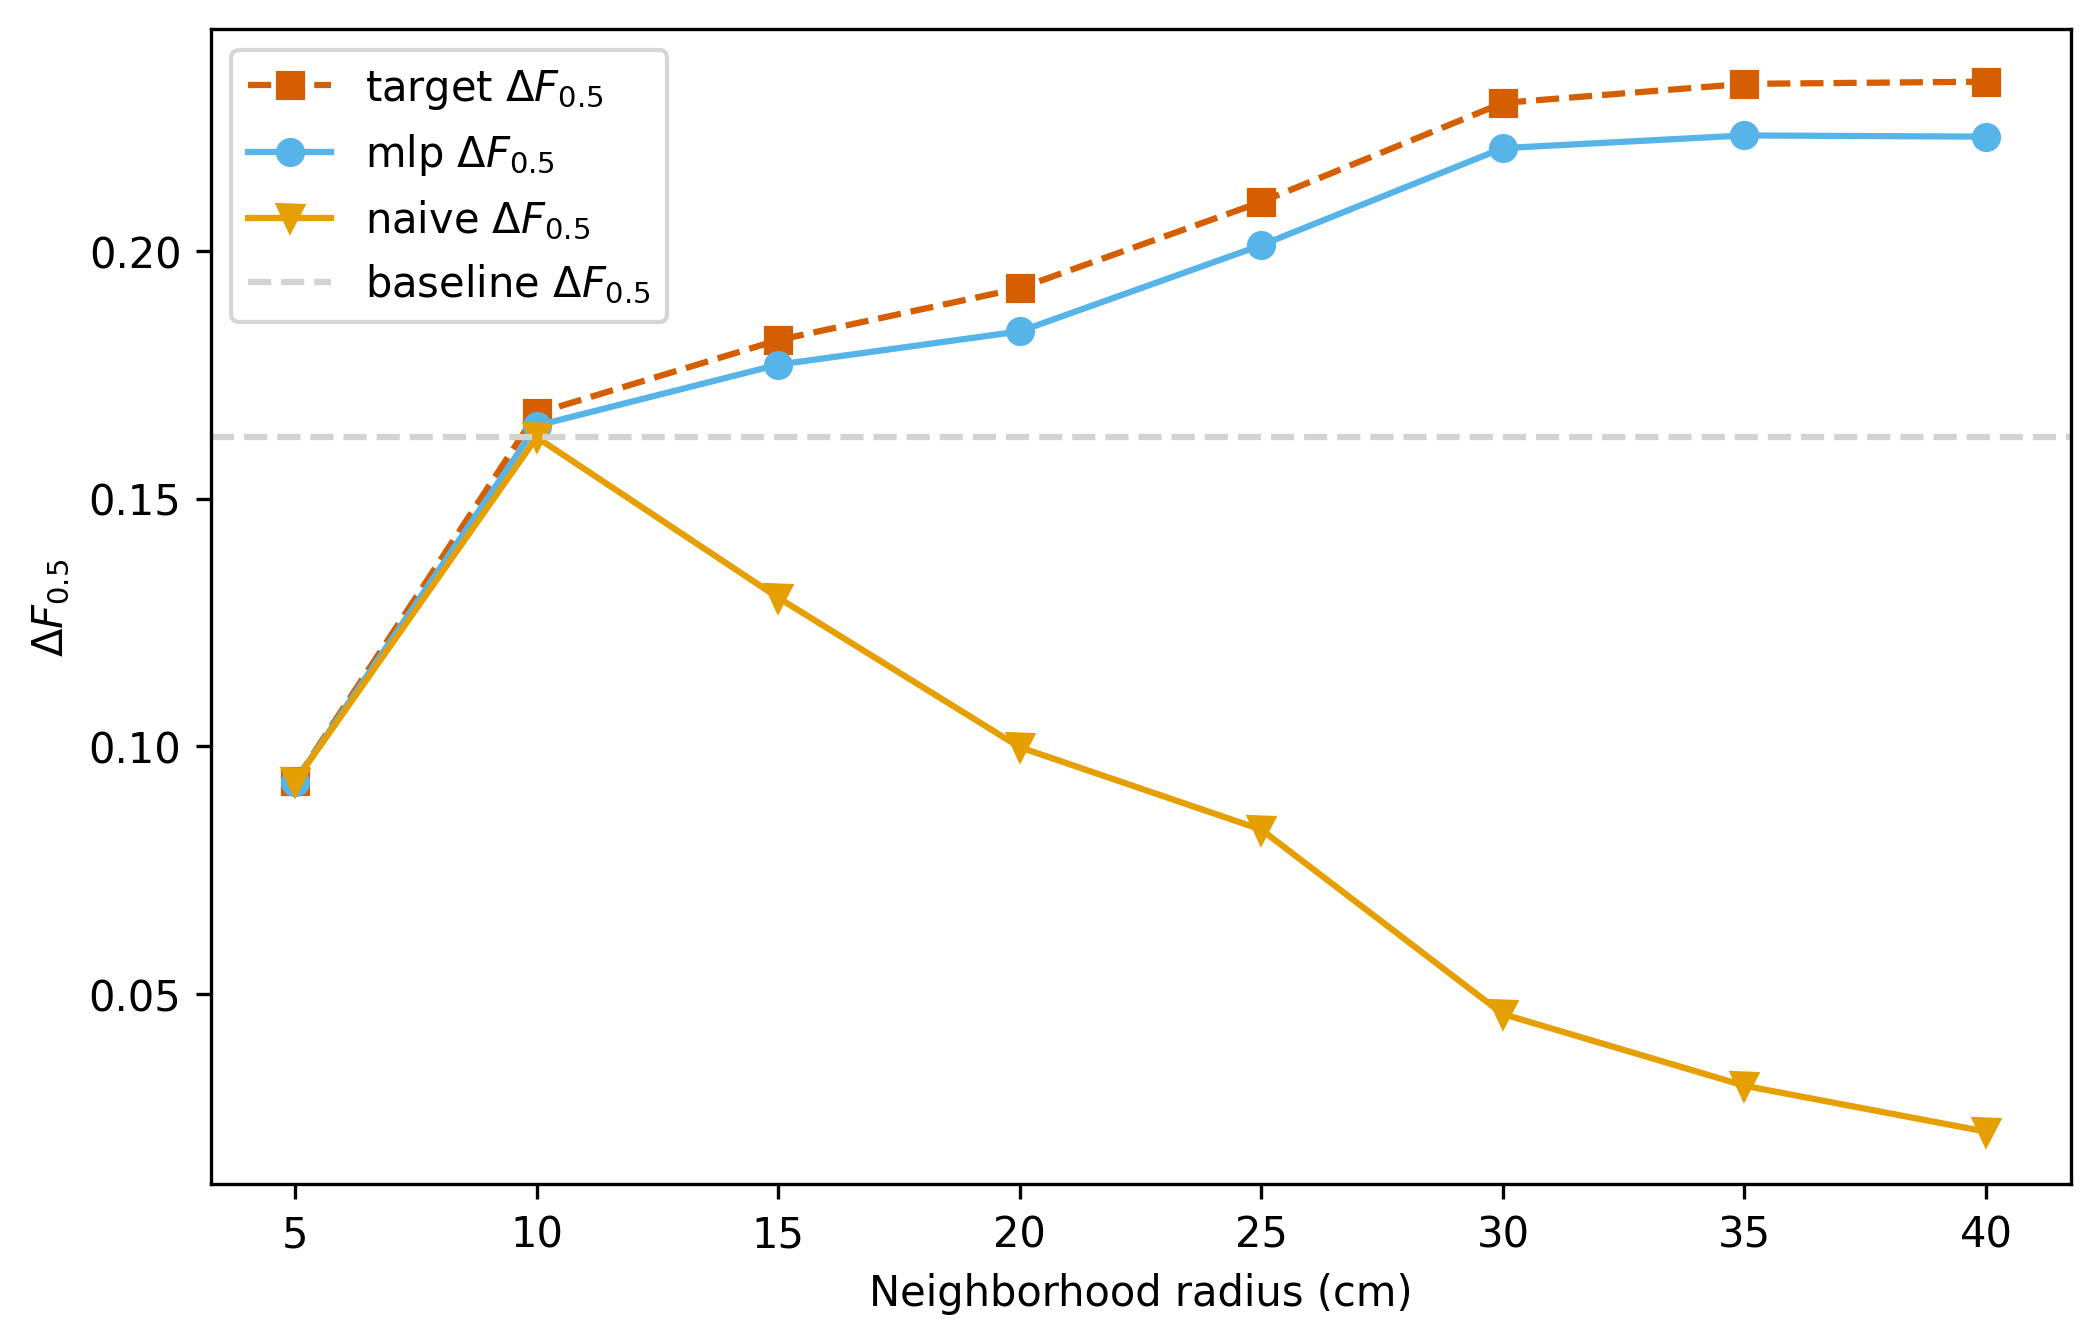 target ΔF0.5
mlp ΔF0.5
naive ΔF0.5
baseline ΔF0.5
ΔF0.5
0.20
0.15
0.10
0.05
5 10 15 20 25 30 35 40
Neighborhood radius (cm)